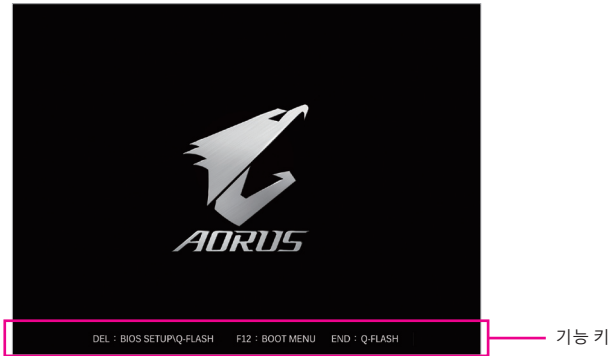 AORUS
DEL : BIOS SETUP\Q-FLASH F12 : BOOT MENU END : Q-FLASH
기능 키